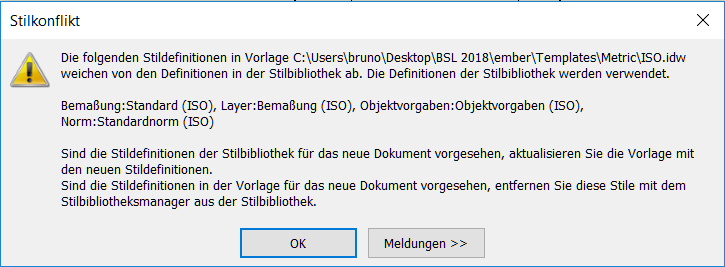 Stilkonflikt
Die folgenden Stildefinitionen in Vorlage C:\Users\bruno\Desktop\BSL 2018\ember\Templates\Metric\ISO.idw
weichen von den Definitionen in der Stilbibliothek ab. Die Definitionen der Stilbibliothek werden verwendet.
Bemaßung:Standard (ISO), Layer:Bemaßung (ISO), Objektvorgaben:Objektvorgaben (ISO),
Norm:Standardnorm (ISO)
Sind die Stildefinitionen der Stilbibliothek für das neue Dokument vorgesehen, aktualisieren Sie die Vorlage mit
den neuen Stildefinitionen.
Sind die Stildefinitionen in der Vorlage für das neue Dokument vorgesehen, entfernen Sie diese Stile mit dem
Stilbibliotheksmanager aus der Stilbibliothek.
OK
Meldungen >>